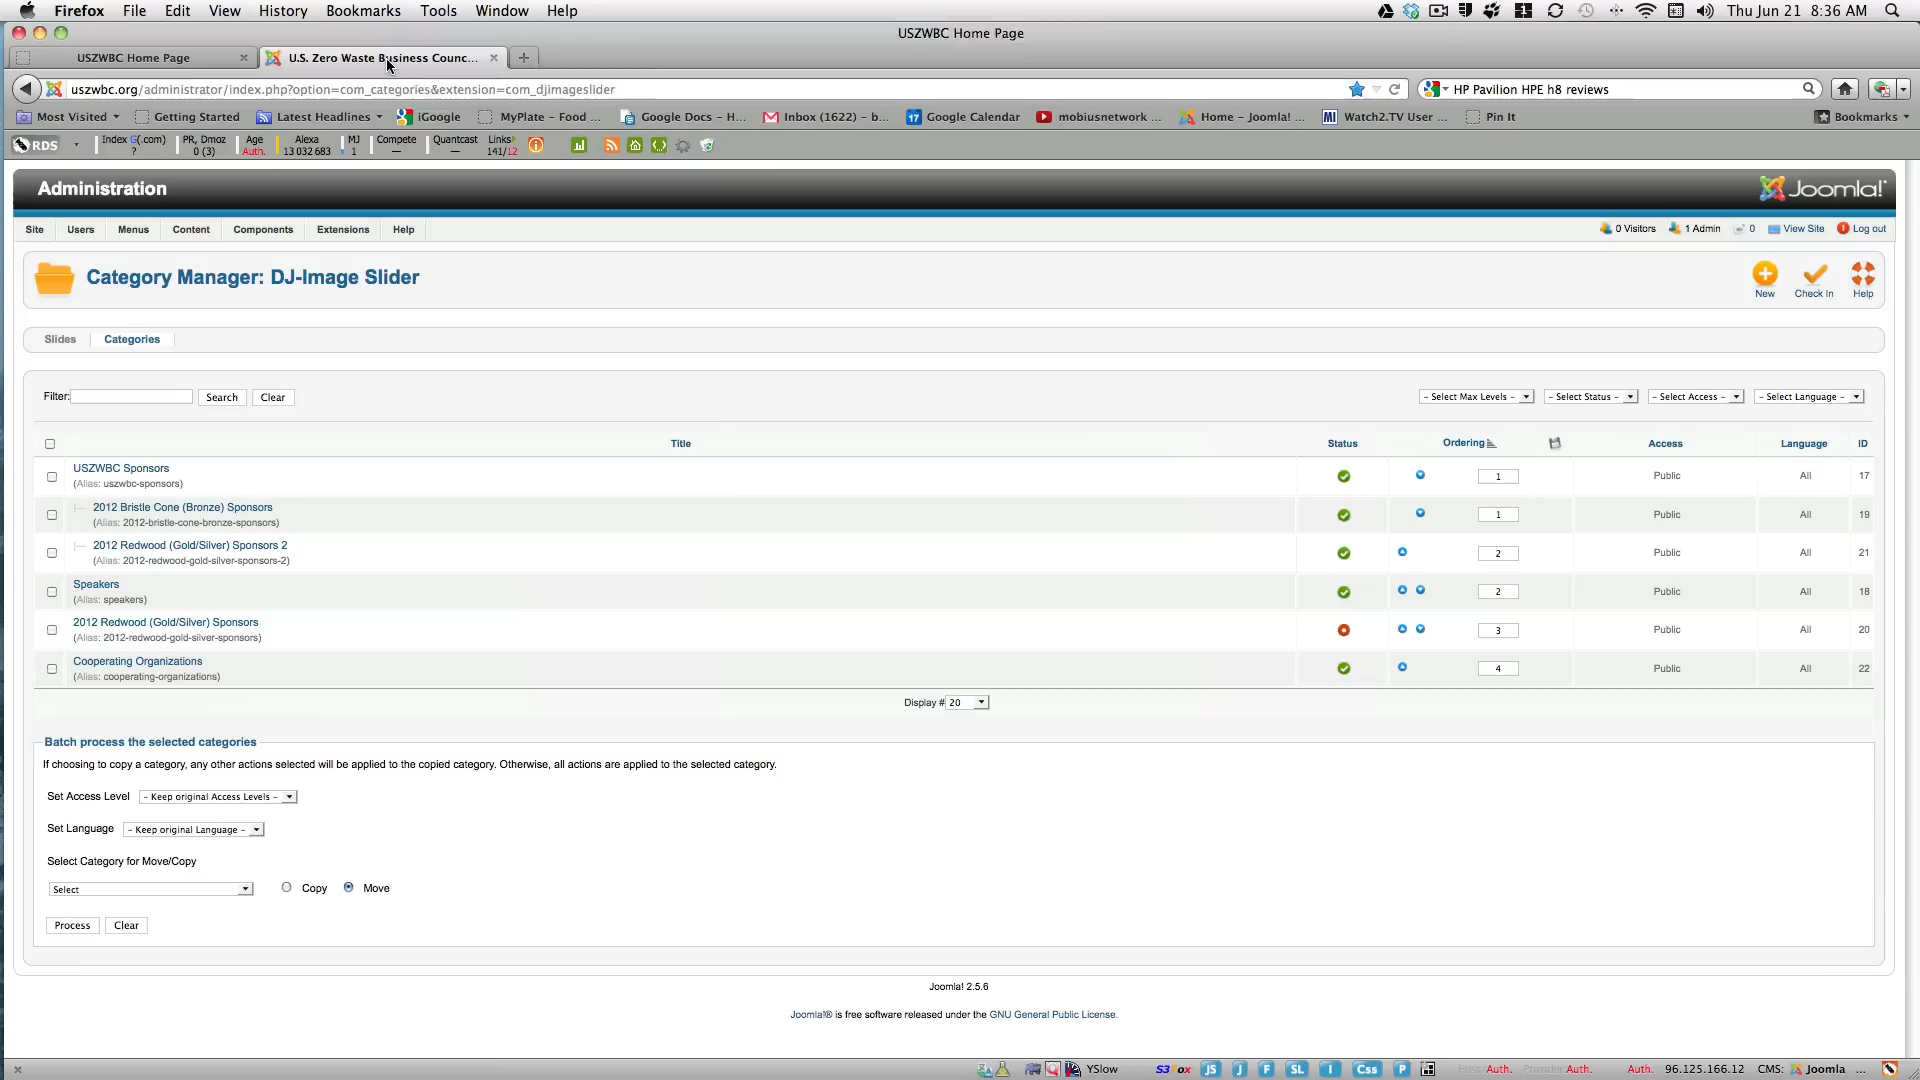 Firefox File Edit View History Bookmarks Tools Window Help Thu Jun 21 8:36 AM
USZWBC Home Page
USZWBC Home Page U.S. Zero Waste Business Counc...
uszwbc.org/administrator/index.php?option=com_categories&extension=com_djimageslider HP Pavilion HPE h8 reviews
Most Visited Getting Started Latest Headlines iGoogle MyPlate – Food ... Google Docs – H... Inbox (1622) – b... 17 Google Calendar mobiusnetwork ... Home – Joomla! ... Watch2.TV User ... Pin It Bookmarks
RDS Index G(.com) PR, Dmoz Age Alexa MJ Compete Quantcast Links
? 0 (3) Auth. 13 032 683 1 — — 141/12
Administration Joomla!
Site Users Menus Content Components Extensions Help 0 Visitors 1 Admin 0 View Site Log out
Category Manager: DJ-Image Slider
New Check In Help
Slides Categories
Filter: Search Clear – Select Max Levels – – Select Status – – Select Access – – Select Language –
Title Status Ordering Access Language ID
USZWBC Sponsors
(Alias: uszwbc-sponsors) 1 Public All 17
2012 Bristle Cone (Bronze) Sponsors
(Alias: 2012-bristle-cone-bronze-sponsors) 1 Public All 19
2012 Redwood (Gold/Silver) Sponsors 2
(Alias: 2012-redwood-gold-silver-sponsors-2) 2 Public All 21
Speakers
(Alias: speakers) 2 Public All 18
2012 Redwood (Gold/Silver) Sponsors
(Alias: 2012-redwood-gold-silver-sponsors) 3 Public All 20
Cooperating Organizations
(Alias: cooperating-organizations) 4 Public All 22
Display # 20
Batch process the selected categories
If choosing to copy a category, any other actions selected will be applied to the copied category. Otherwise, all actions are applied to the selected category.
Set Access Level – Keep original Access Levels –
Set Language – Keep original Language –
Select Category for Move/Copy
Select Copy Move
Process Clear
Joomla! 2.5.6
Joomla!® is free software released under the GNU General Public License.
YSlow S3Fox JS J F SL I Css P Auth. Auth. Auth. 96.125.166.12 CMS: Joomla ...